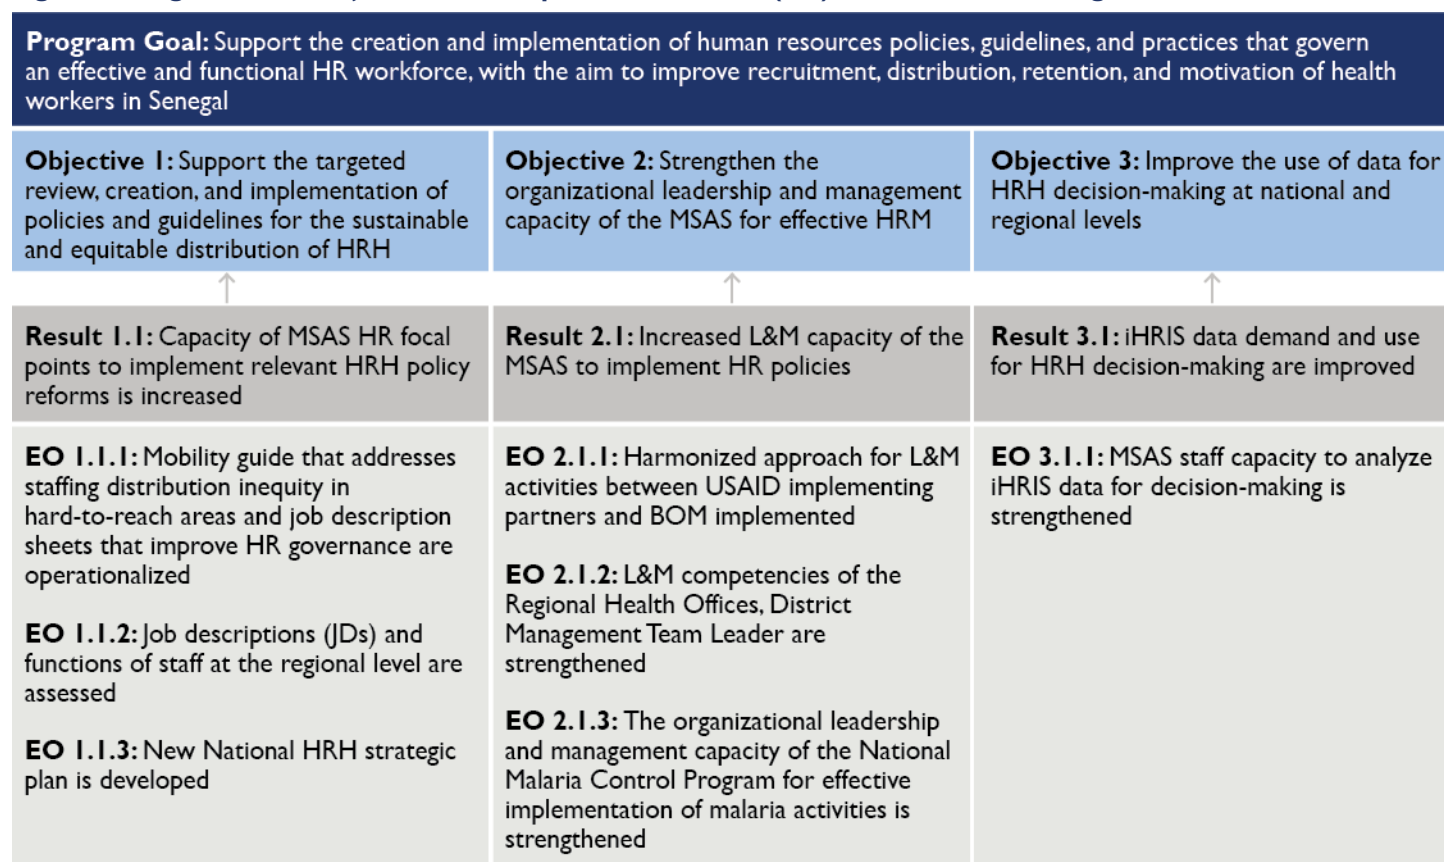 Program Goal: Support the creation and implementation of human resources policies, guidelines, and practices that govern
an effective and functional HR workforce, with the aim to improve recruitment, distribution, retention, and motivation of health
workers in Senegal
Objective 1: Support the targeted
review, creation, and implementation of
policies and guidelines for the sustainable
and equitable distribution of HRH
Objective 2: Strengthen the
organizational leadership and management
capacity of the MSAS for effective HRM
Objective 3: Improve the use of data for
HRH decision-making at national and
regional levels
Result 1.1: Capacity of MSAS HR focal
points to implement relevant HRH policy
reforms is increased
Result 2.1: Increased L&M capacity of the
MSAS to implement HR policies
Result 3.1: iHRIS data demand and use
for HRH decision-making are improved
EO 1.1.1: Mobility guide that addresses
staffing distribution inequity in
hard-to-reach areas and job description
sheets that improve HR governance are
operationalized
EO 1.1.2: Job descriptions (JDs) and
functions of staff at the regional level are
assessed
EO 1.1.3: New National HRH strategic
plan is developed
EO 2.1.1: Harmonized approach for L&M
activities between USAID implementing
partners and BOM implemented
EO 2.1.2: L&M competencies of the
Regional Health Offices, District
Management Team Leader are
strengthened
EO 2.1.3: The organizational leadership
and management capacity of the National
Malaria Control Program for effective
implementation of malaria activities is
strengthened
EO 3.1.1: MSAS staff capacity to analyze
iHRIS data for decision-making is
strengthened